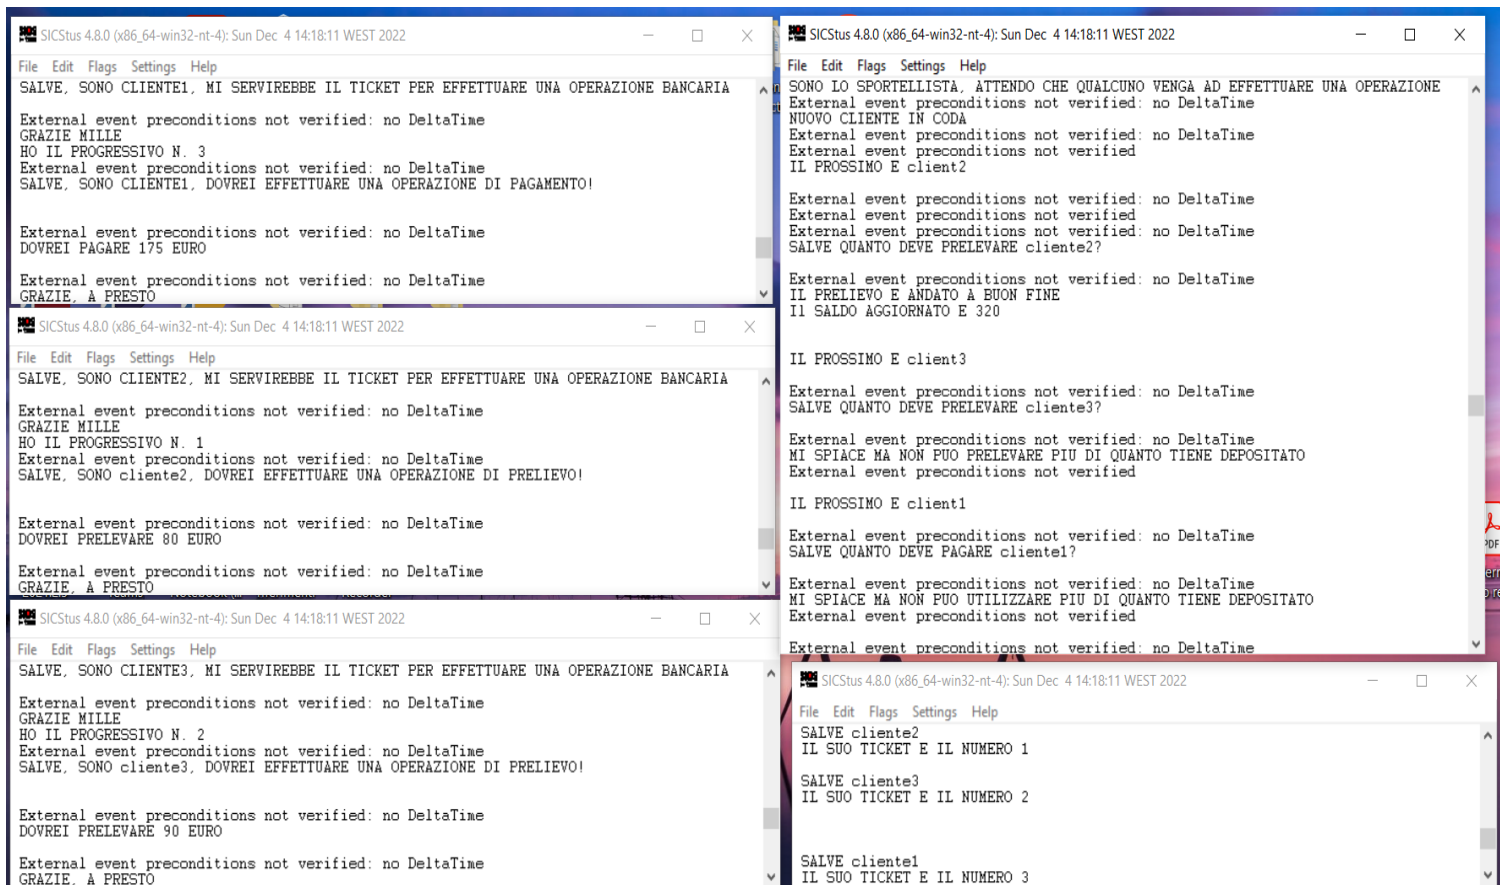 SICStus 4.8.0 (x86_64-win32-nt-4): Sun Dec 4 14:18:11 WEST 2022
File Edit Flags Settings Help
SALVE, SONO CLIENTE1, MI SERVIREBBE IL TICKET PER EFFETTUARE UNA OPERAZIONE BANCARIA
External event preconditions not verified: no DeltaTime
GRAZIE MILLE
HO IL PROGRESSIVO N. 3
External event preconditions not verified: no DeltaTime
SALVE, SONO CLIENTE1, DOVREI EFFETTUARE UNA OPERAZIONE DI PAGAMENTO!
External event preconditions not verified: no DeltaTime
DOVREI PAGARE 175 EURO
External event preconditions not verified: no DeltaTime
GRAZIE, A PRESTO
SICStus 4.8.0 (x86_64-win32-nt-4): Sun Dec 4 14:18:11 WEST 2022
File Edit Flags Settings Help
SALVE, SONO CLIENTE2, MI SERVIREBBE IL TICKET PER EFFETTUARE UNA OPERAZIONE BANCARIA
External event preconditions not verified: no DeltaTime
GRAZIE MILLE
HO IL PROGRESSIVO N. 1
External event preconditions not verified: no DeltaTime
SALVE, SONO cliente2, DOVREI EFFETTUARE UNA OPERAZIONE DI PRELIEVO!
External event preconditions not verified: no DeltaTime
DOVREI PRELEVARE 80 EURO
External event preconditions not verified: no DeltaTime
GRAZIE, A PRESTO
SICStus 4.8.0 (x86_64-win32-nt-4): Sun Dec 4 14:18:11 WEST 2022
File Edit Flags Settings Help
SALVE, SONO CLIENTE3, MI SERVIREBBE IL TICKET PER EFFETTUARE UNA OPERAZIONE BANCARIA
External event preconditions not verified: no DeltaTime
GRAZIE MILLE
HO IL PROGRESSIVO N. 2
External event preconditions not verified: no DeltaTime
SALVE, SONO cliente3, DOVREI EFFETTUARE UNA OPERAZIONE DI PRELIEVO!
External event preconditions not verified: no DeltaTime
DOVREI PRELEVARE 90 EURO
External event preconditions not verified: no DeltaTime
GRAZIE, A PRESTO
SICStus 4.8.0 (x86_64-win32-nt-4): Sun Dec 4 14:18:11 WEST 2022
File Edit Flags Settings Help
SONO LO SPORTELLISTA, ATTENDO CHE QUALCUNO VENGA AD EFFETTUARE UNA OPERAZIONE
External event preconditions not verified: no DeltaTime
NUOVO CLIENTE IN CODA
External event preconditions not verified: no DeltaTime
External event preconditions not verified
IL PROSSIMO E client2
External event preconditions not verified: no DeltaTime
External event preconditions not verified
External event preconditions not verified: no DeltaTime
SALVE QUANTO DEVE PRELEVARE cliente2?
External event preconditions not verified: no DeltaTime
IL PRELIEVO E ANDATO A BUON FINE
Il SALDO AGGIORNATO E 320
IL PROSSIMO E client3
External event preconditions not verified: no DeltaTime
SALVE QUANTO DEVE PRELEVARE cliente3?
External event preconditions not verified: no DeltaTime
MI SPIACE MA NON PUO PRELEVARE PIU DI QUANTO TIENE DEPOSITATO
External event preconditions not verified
IL PROSSIMO E client1
External event preconditions not verified: no DeltaTime
SALVE QUANTO DEVE PAGARE cliente1?
External event preconditions not verified: no DeltaTime
MI SPIACE MA NON PUO UTILIZZARE PIU DI QUANTO TIENE DEPOSITATO
External event preconditions not verified
External event preconditions not verified: no DeltaTime
PDF
SICStus 4.8.0 (x86_64-win32-nt-4): Sun Dec 4 14:18:11 WEST 2022
File Edit Flags Settings Help
SALVE cliente2
IL SUO TICKET E IL NUMERO 1
SALVE cliente3
IL SUO TICKET E IL NUMERO 2
SALVE cliente1
IL SUO TICKET E IL NUMERO 3